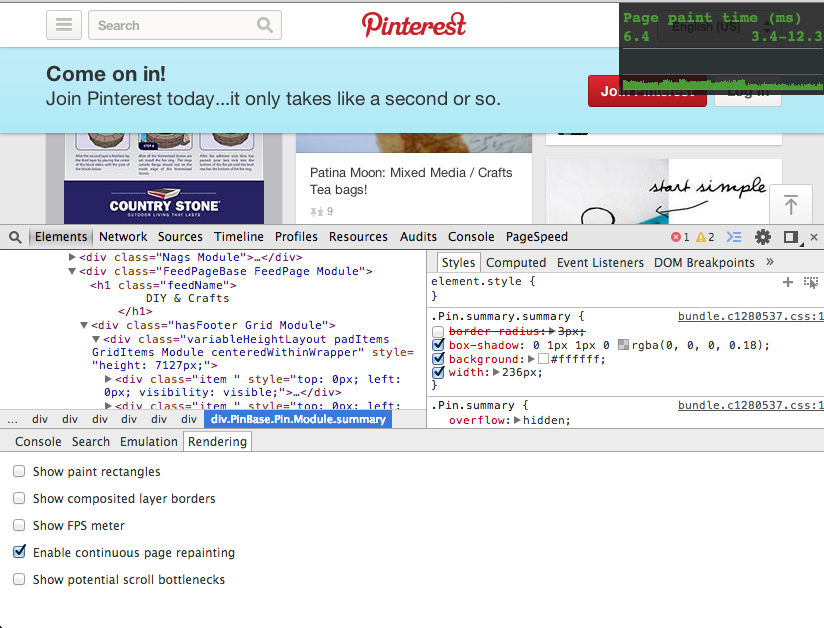 Search
Pinterest
English (US)
Page paint time (ms)
6.4 3.4-12.3
Come on in!
Join Pinterest today...it only takes like a second or so.
Join Pinterest
Log in
STEP 8
COUNTRY STONE
OUTDOOR LIVING THAT LASTS
Patina Moon: Mixed Media / Crafts
Tea bags!
9
start simple
Elements Network Sources Timeline Profiles Resources Audits Console PageSpeed 1 2
▶<div class="Nags Module">…</div>
▼<div class="FeedPageBase FeedPage Module">
<h1 class="feedName">
DIY & Crafts
</h1>
▼<div class="hasFooter Grid Module">
▼<div class="variableHeightLayout padItems
GridItems Module centeredWithinWrapper" style=
"height: 7127px;">
▶<div class="item " style="top: 0px; left:
0px; visibility: visible;">…</div>
▶<div class="item " style="top: 0px; left:
... div div div div div div div.PinBase.Pin.Module.summary
Styles Computed Event Listeners DOM Breakpoints »
element.style {
}
.Pin.summary.summary { bundle.c1280537.css:1
border-radius:▶3px;
box-shadow: 0 1px 1px 0 rgba(0, 0, 0, 0.18);
background:▶#ffffff;
width:▶236px;
}
.Pin.summary { bundle.c1280537.css:1
overflow:▶hidden;
Console Search Emulation Rendering
Show paint rectangles
Show composited layer borders
Show FPS meter
Enable continuous page repainting
Show potential scroll bottlenecks